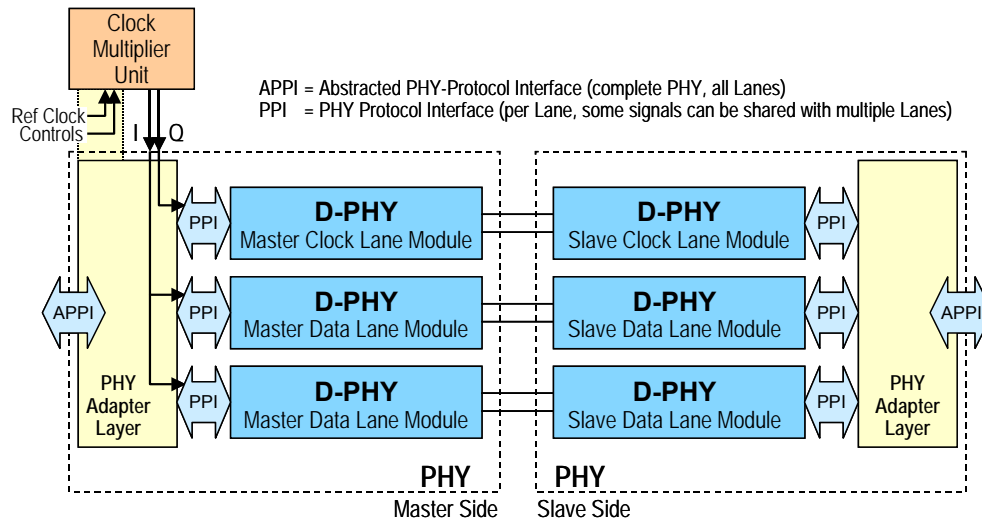 Clock
Multiplier
Unit
APPI = Abstracted PHY-Protocol Interface (complete PHY, all Lanes)
PPI = PHY Protocol Interface (per Lane, some signals can be shared with multiple Lanes)
Ref Clock
Controls
I
Q
PPI
D-PHY
Master Clock Lane Module
D-PHY
Slave Clock Lane Module
PPI
APPI
PPI
D-PHY
Master Data Lane Module
D-PHY
Slave Data Lane Module
PPI
APPI
PHY
Adapter
Layer
PPI
D-PHY
Master Data Lane Module
D-PHY
Slave Data Lane Module
PPI
PHY
Adapter
Layer
PHY
Master Side
PHY
Slave Side